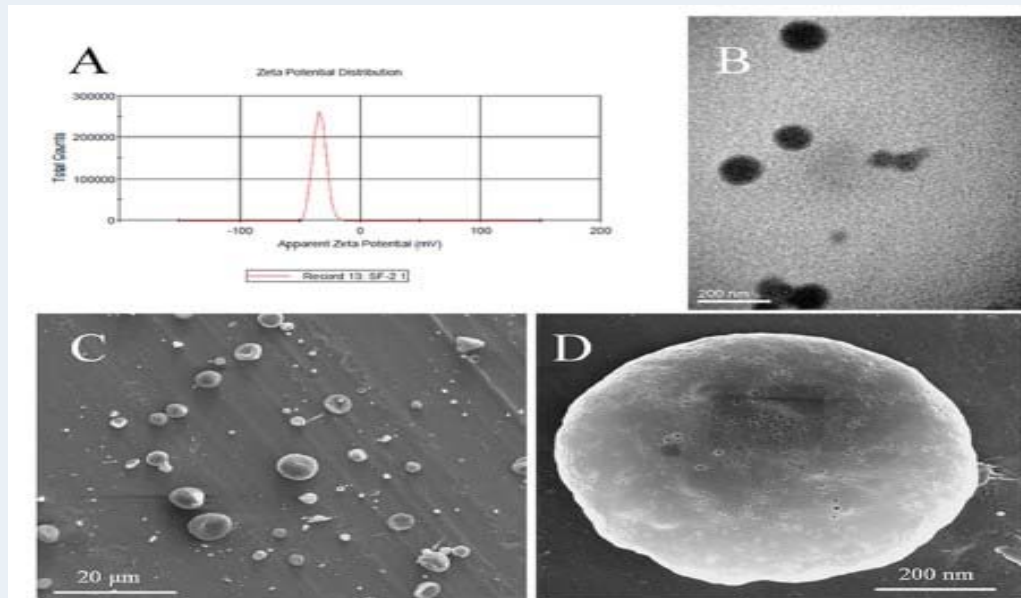 A
Zeta Potential Distribution
300000
200000
100000
0
Total Counts
-100 0 100 200
Apparent Zeta Potential (mV)
Record 13: SF-2 1
B
200 nm
C
20 µm
D
200 nm